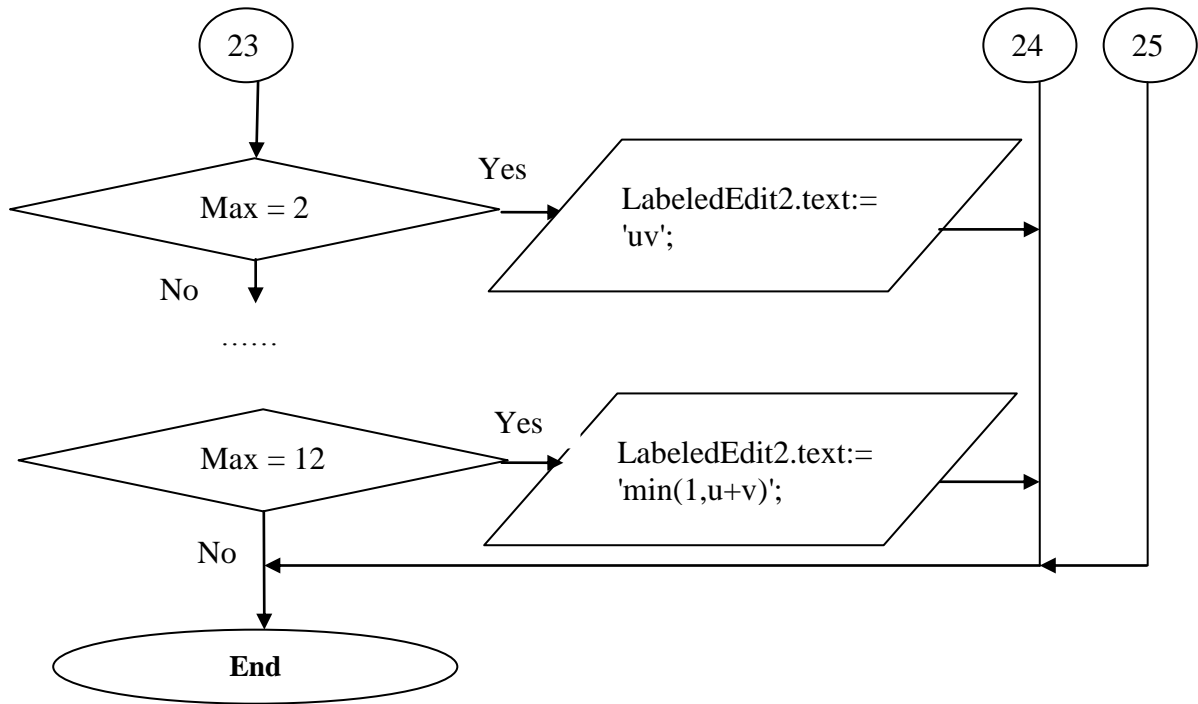 23
24
25
Yes
Max = 2
LabeledEdit2.text:=
'uv';
No
......
Yes
Max = 12
LabeledEdit2.text:=
'min(1,u+v)';
No
End